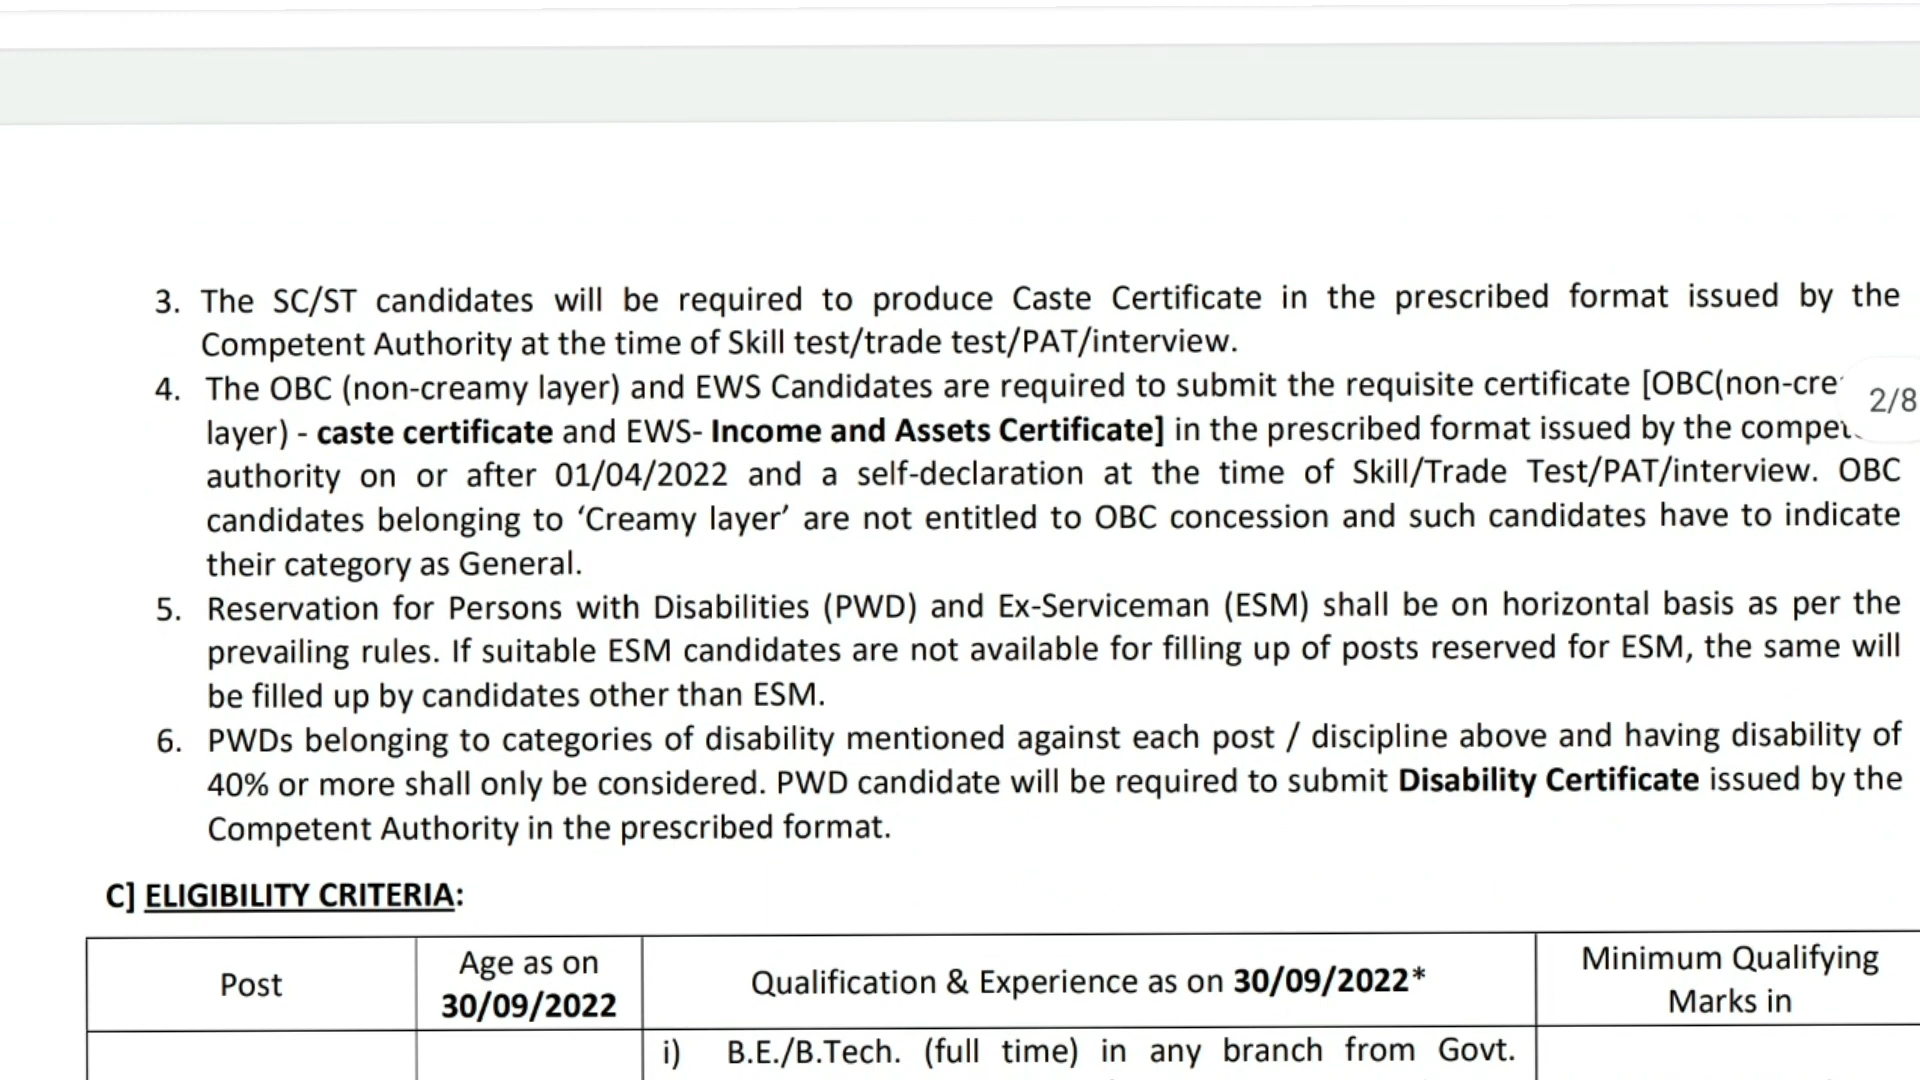 3. The SC/ST candidates will be required to produce Caste Certificate in the prescribed format issued by the
Competent Authority at the time of Skill test/trade test/PAT/interview.
4. The OBC (non-creamy layer) and EWS Candidates are required to submit the requisite certificate [OBC(non-cre
2/8
layer) - caste certificate and EWS- Income and Assets Certificate] in the prescribed format issued by the compet
authority on or after 01/04/2022 and a self-declaration at the time of Skill/Trade Test/PAT/interview. OBC
candidates belonging to ‘Creamy layer’ are not entitled to OBC concession and such candidates have to indicate
their category as General.
5. Reservation for Persons with Disabilities (PWD) and Ex-Serviceman (ESM) shall be on horizontal basis as per the
prevailing rules. If suitable ESM candidates are not available for filling up of posts reserved for ESM, the same will
be filled up by candidates other than ESM.
6. PWDs belonging to categories of disability mentioned against each post / discipline above and having disability of
40% or more shall only be considered. PWD candidate will be required to submit Disability Certificate issued by the
Competent Authority in the prescribed format.
C] ELIGIBILITY CRITERIA:
Post
Age as on
30/09/2022
Qualification & Experience as on 30/09/2022*
Minimum Qualifying
Marks in
i) B.E./B.Tech. (full time) in any branch from Govt.